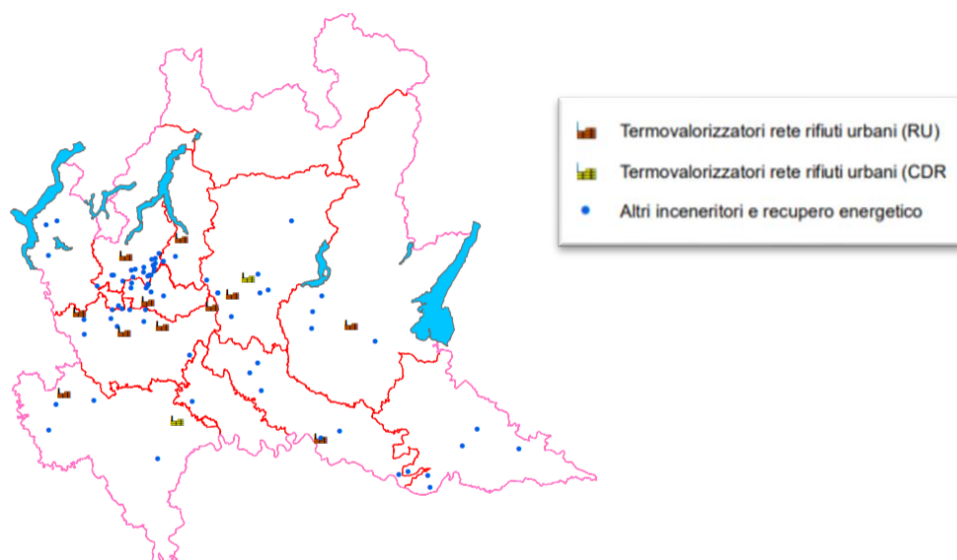 Termovalorizzatori rete rifiuti urbani (RU)
Termovalorizzatori rete rifiuti urbani (CDR
Altri inceneritori e recupero energetico